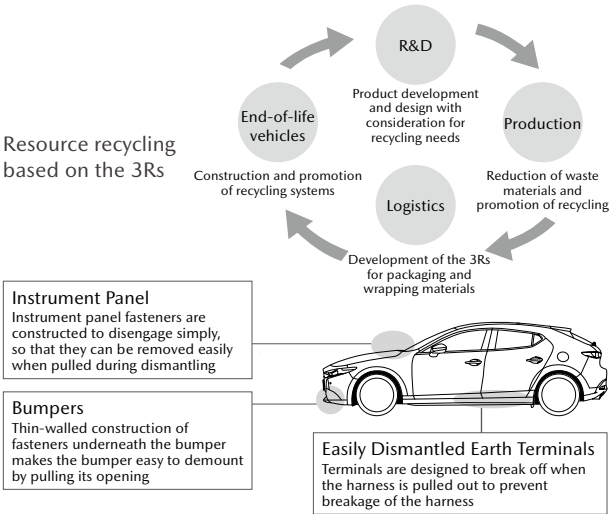 R&D
Product development
and design with
consideration for
recycling needs
Production
Reduction of waste
materials and
promotion of recycling
Logistics
Development of the 3Rs
for packaging and
wrapping materials
End-of-life
vehicles
Construction and promotion
of recycling systems
Resource recycling
based on the 3Rs
Instrument Panel
Instrument panel fasteners are
constructed to disengage simply,
so that they can be removed easily
when pulled during dismantling
Bumpers
Thin-walled construction of
fasteners underneath the bumper
makes the bumper easy to demount
by pulling its opening
Easily Dismantled Earth Terminals
Terminals are designed to break off when
the harness is pulled out to prevent
breakage of the harness